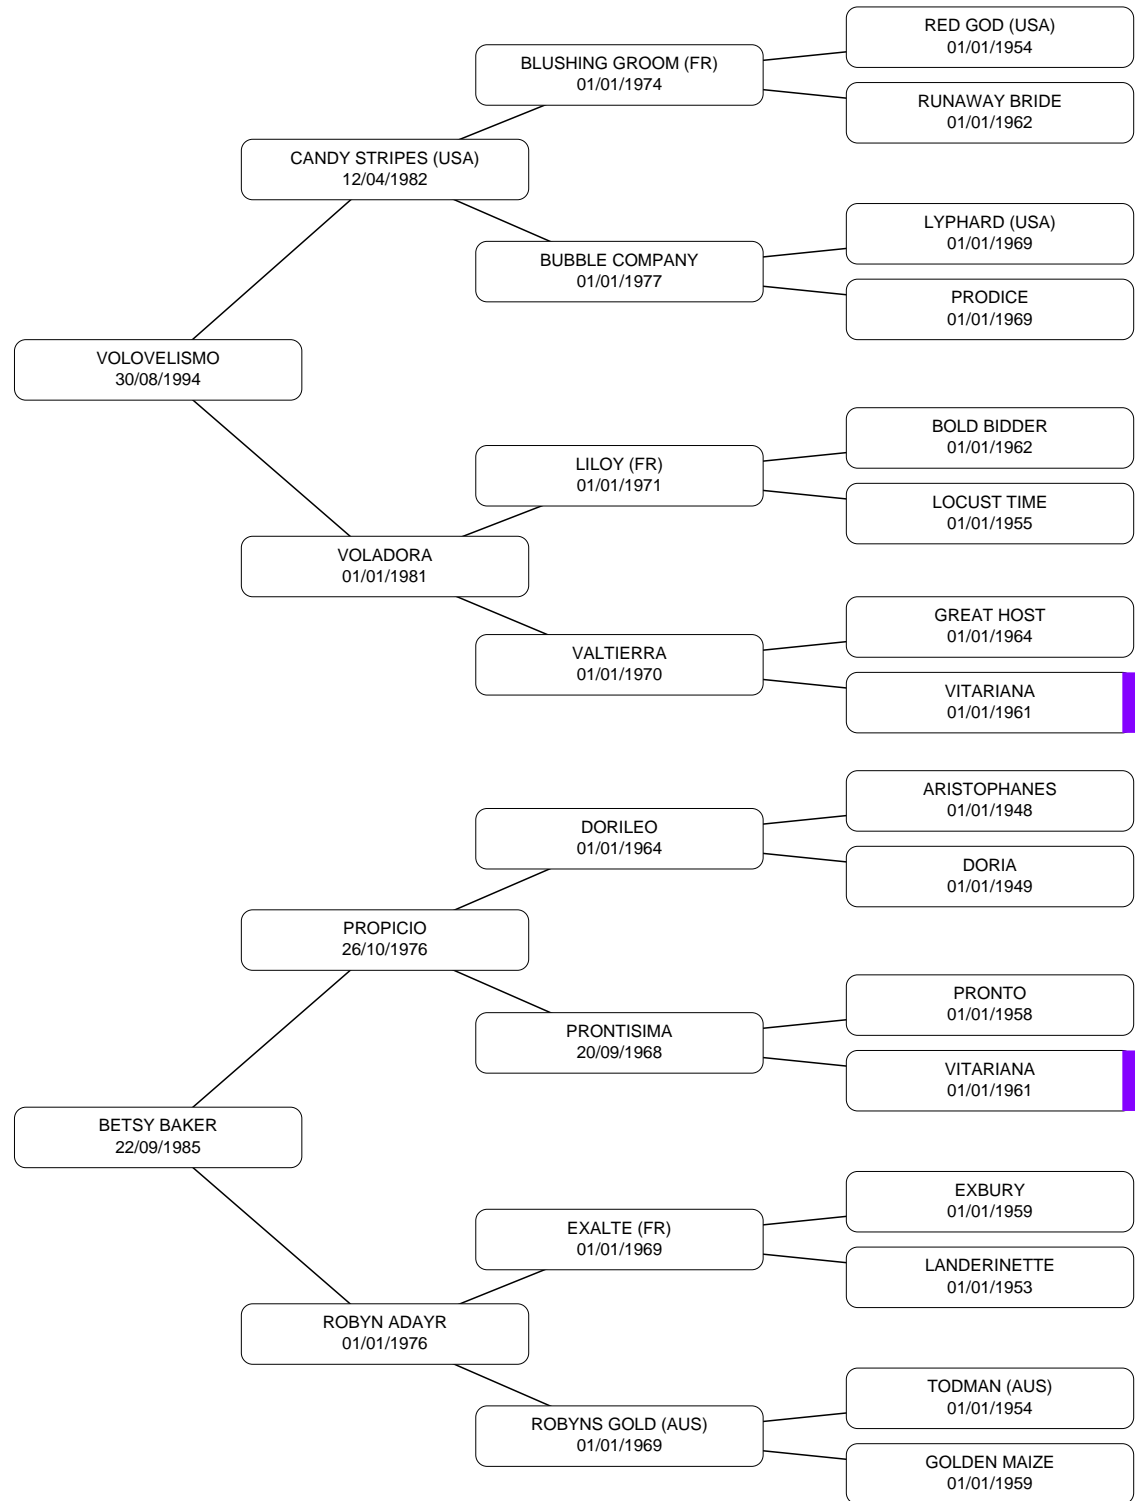 RED GOD (USA)
01/01/1954
BLUSHING GROOM (FR)
01/01/1974
RUNAWAY BRIDE
01/01/1962
CANDY STRIPES (USA)
12/04/1982
LYPHARD (USA)
01/01/1969
BUBBLE COMPANY
01/01/1977
PRODICE
01/01/1969
VOLOVELISMO
30/08/1994
BOLD BIDDER
01/01/1962
LILOY (FR)
01/01/1971
LOCUST TIME
01/01/1955
VOLADORA
01/01/1981
GREAT HOST
01/01/1964
VALTIERRA
01/01/1970
VITARIANA
01/01/1961
ARISTOPHANES
01/01/1948
DORILEO
01/01/1964
DORIA
01/01/1949
PROPICIO
26/10/1976
PRONTO
01/01/1958
PRONTISIMA
20/09/1968
VITARIANA
01/01/1961
BETSY BAKER
22/09/1985
EXBURY
01/01/1959
EXALTE (FR)
01/01/1969
LANDERINETTE
01/01/1953
ROBYN ADAYR
01/01/1976
TODMAN (AUS)
01/01/1954
ROBYNS GOLD (AUS)
01/01/1969
GOLDEN MAIZE
01/01/1959